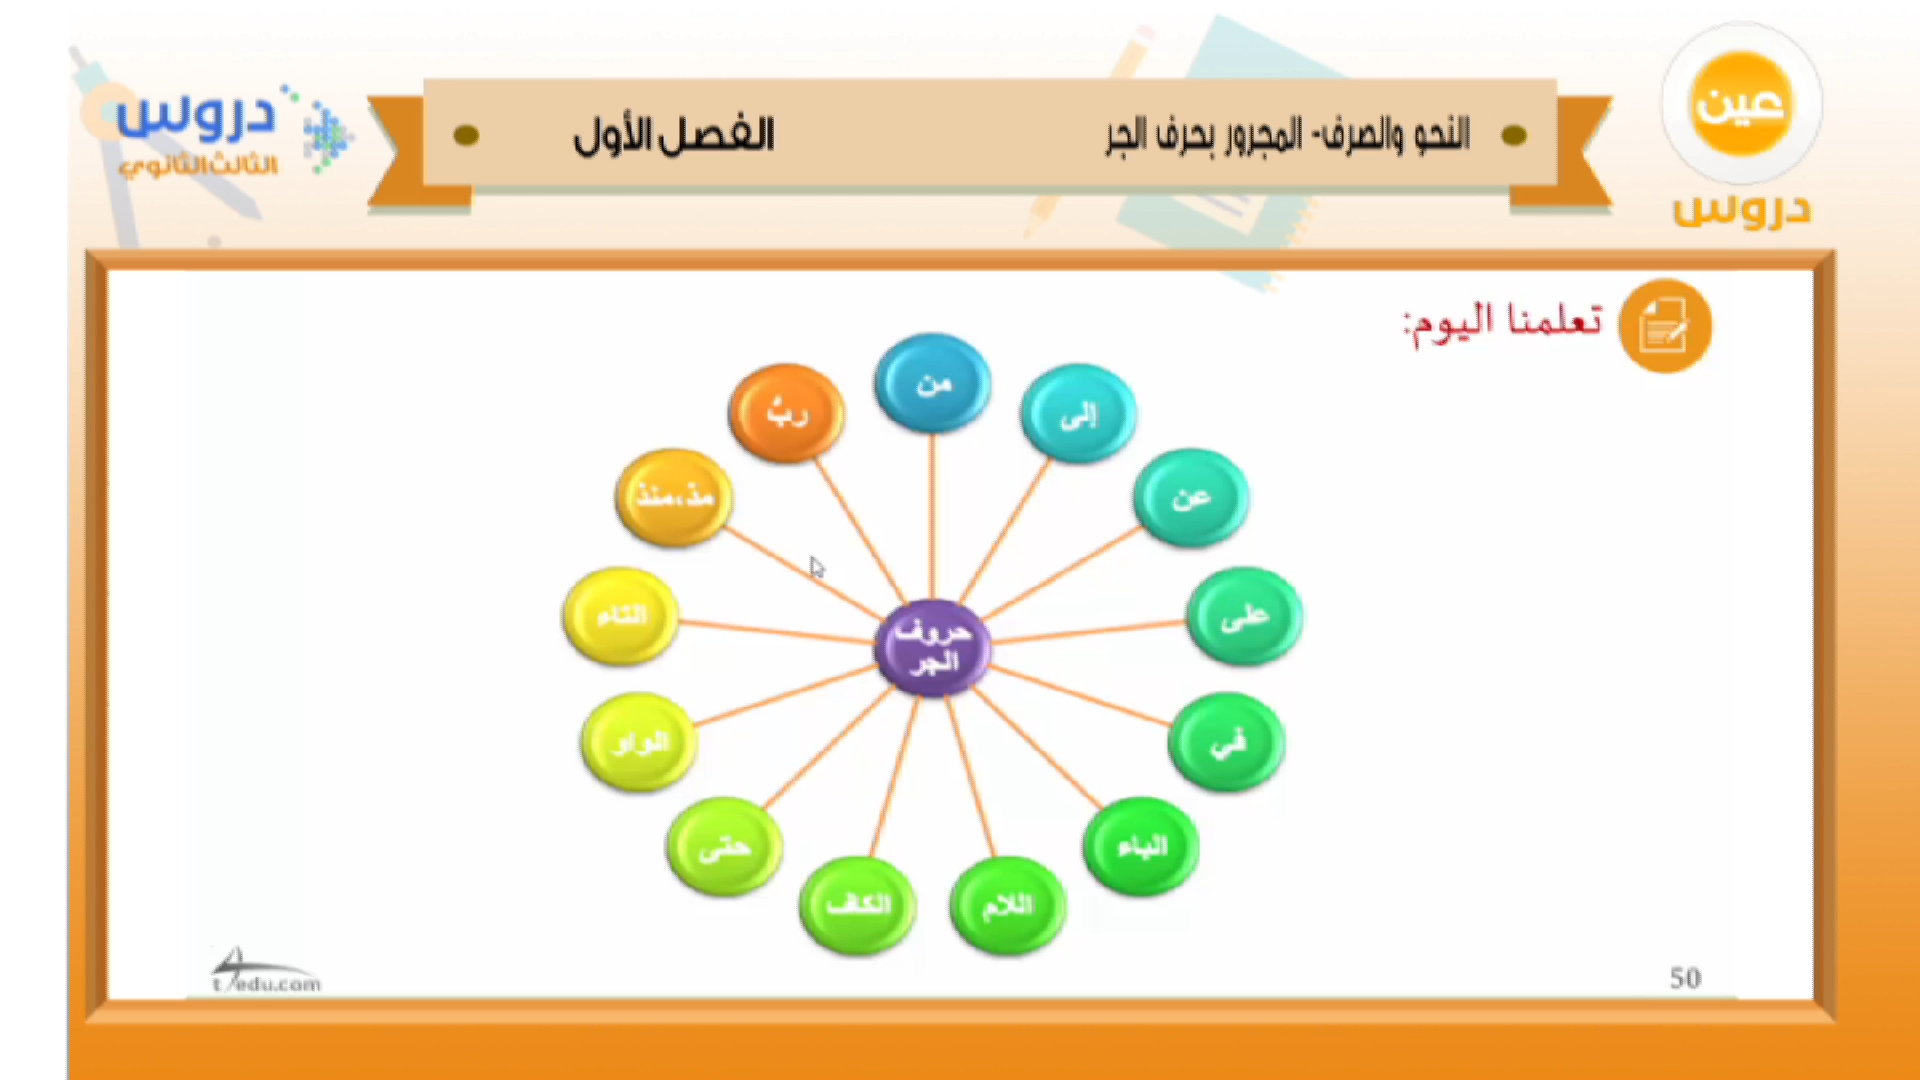 عين
دروس
النحو والصرف- المجرور بحرف الجر
الفصل الأول
دروس
الثالث الثانوي
تعلمنا اليوم:
من
إلى
عن
على
في
الباء
اللام
الكاف
حتى
الواو
التاء
مذ،منذ
ربَّ
حروف
الجر
50
t4edu.com